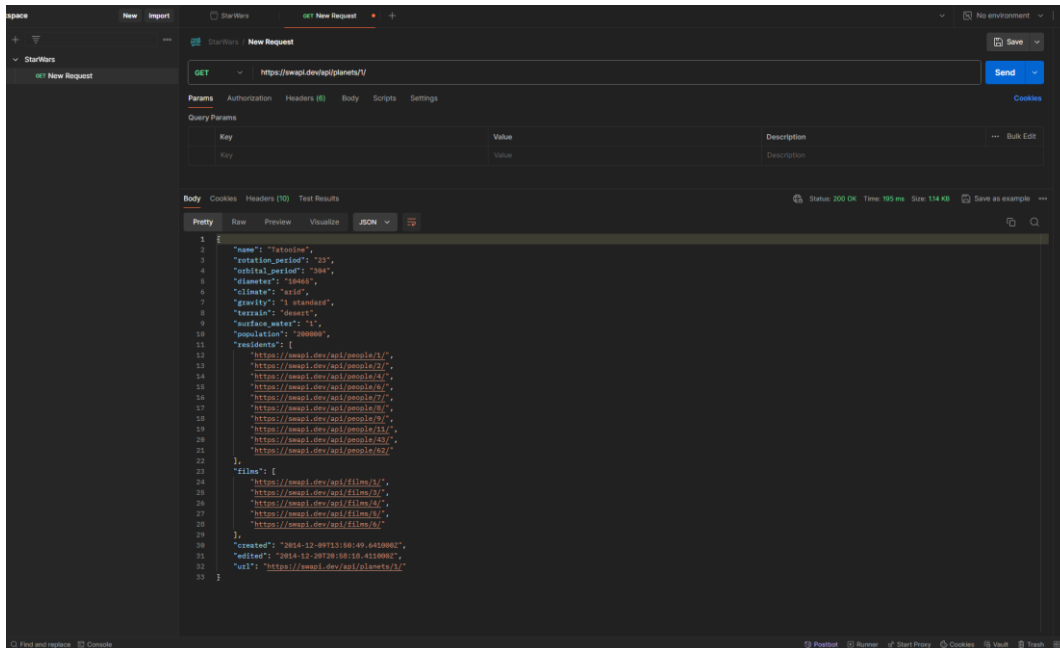 space New Import StarWars GET New Request + No environment
StarWars / New Request Save
StarWars
GET New Request
GET https://swapi.dev/api/planets/1/ Send
Params Authorization Headers (6) Body Scripts Settings Cookies
Query Params
Key Value Description Bulk Edit
Key Value Description
Body Cookies Headers (10) Test Results Status: 200 OK Time: 195 ms Size: 1.14 KB Save as example
Pretty Raw Preview Visualize JSON
1 {
2 "name": "Tatooine",
3 "rotation_period": "23",
4 "orbital_period": "304",
5 "diameter": "10465",
6 "climate": "arid",
7 "gravity": "1 standard",
8 "terrain": "desert",
9 "surface_water": "1",
10 "population": "200000",
11 "residents": [
12 "https://swapi.dev/api/people/1/",
13 "https://swapi.dev/api/people/2/",
14 "https://swapi.dev/api/people/4/",
15 "https://swapi.dev/api/people/6/",
16 "https://swapi.dev/api/people/7/",
17 "https://swapi.dev/api/people/8/",
18 "https://swapi.dev/api/people/9/",
19 "https://swapi.dev/api/people/11/",
20 "https://swapi.dev/api/people/43/",
21 "https://swapi.dev/api/people/62/"
22 ],
23 "films": [
24 "https://swapi.dev/api/films/1/",
25 "https://swapi.dev/api/films/3/",
26 "https://swapi.dev/api/films/4/",
27 "https://swapi.dev/api/films/5/",
28 "https://swapi.dev/api/films/6/"
29 ],
30 "created": "2014-12-09T13:50:49.641000Z",
31 "edited": "2014-12-20T20:58:18.411000Z",
32 "url": "https://swapi.dev/api/planets/1/"
33 }
Find and replace Console Postbot Runner Start Proxy Cookies Vault Trash